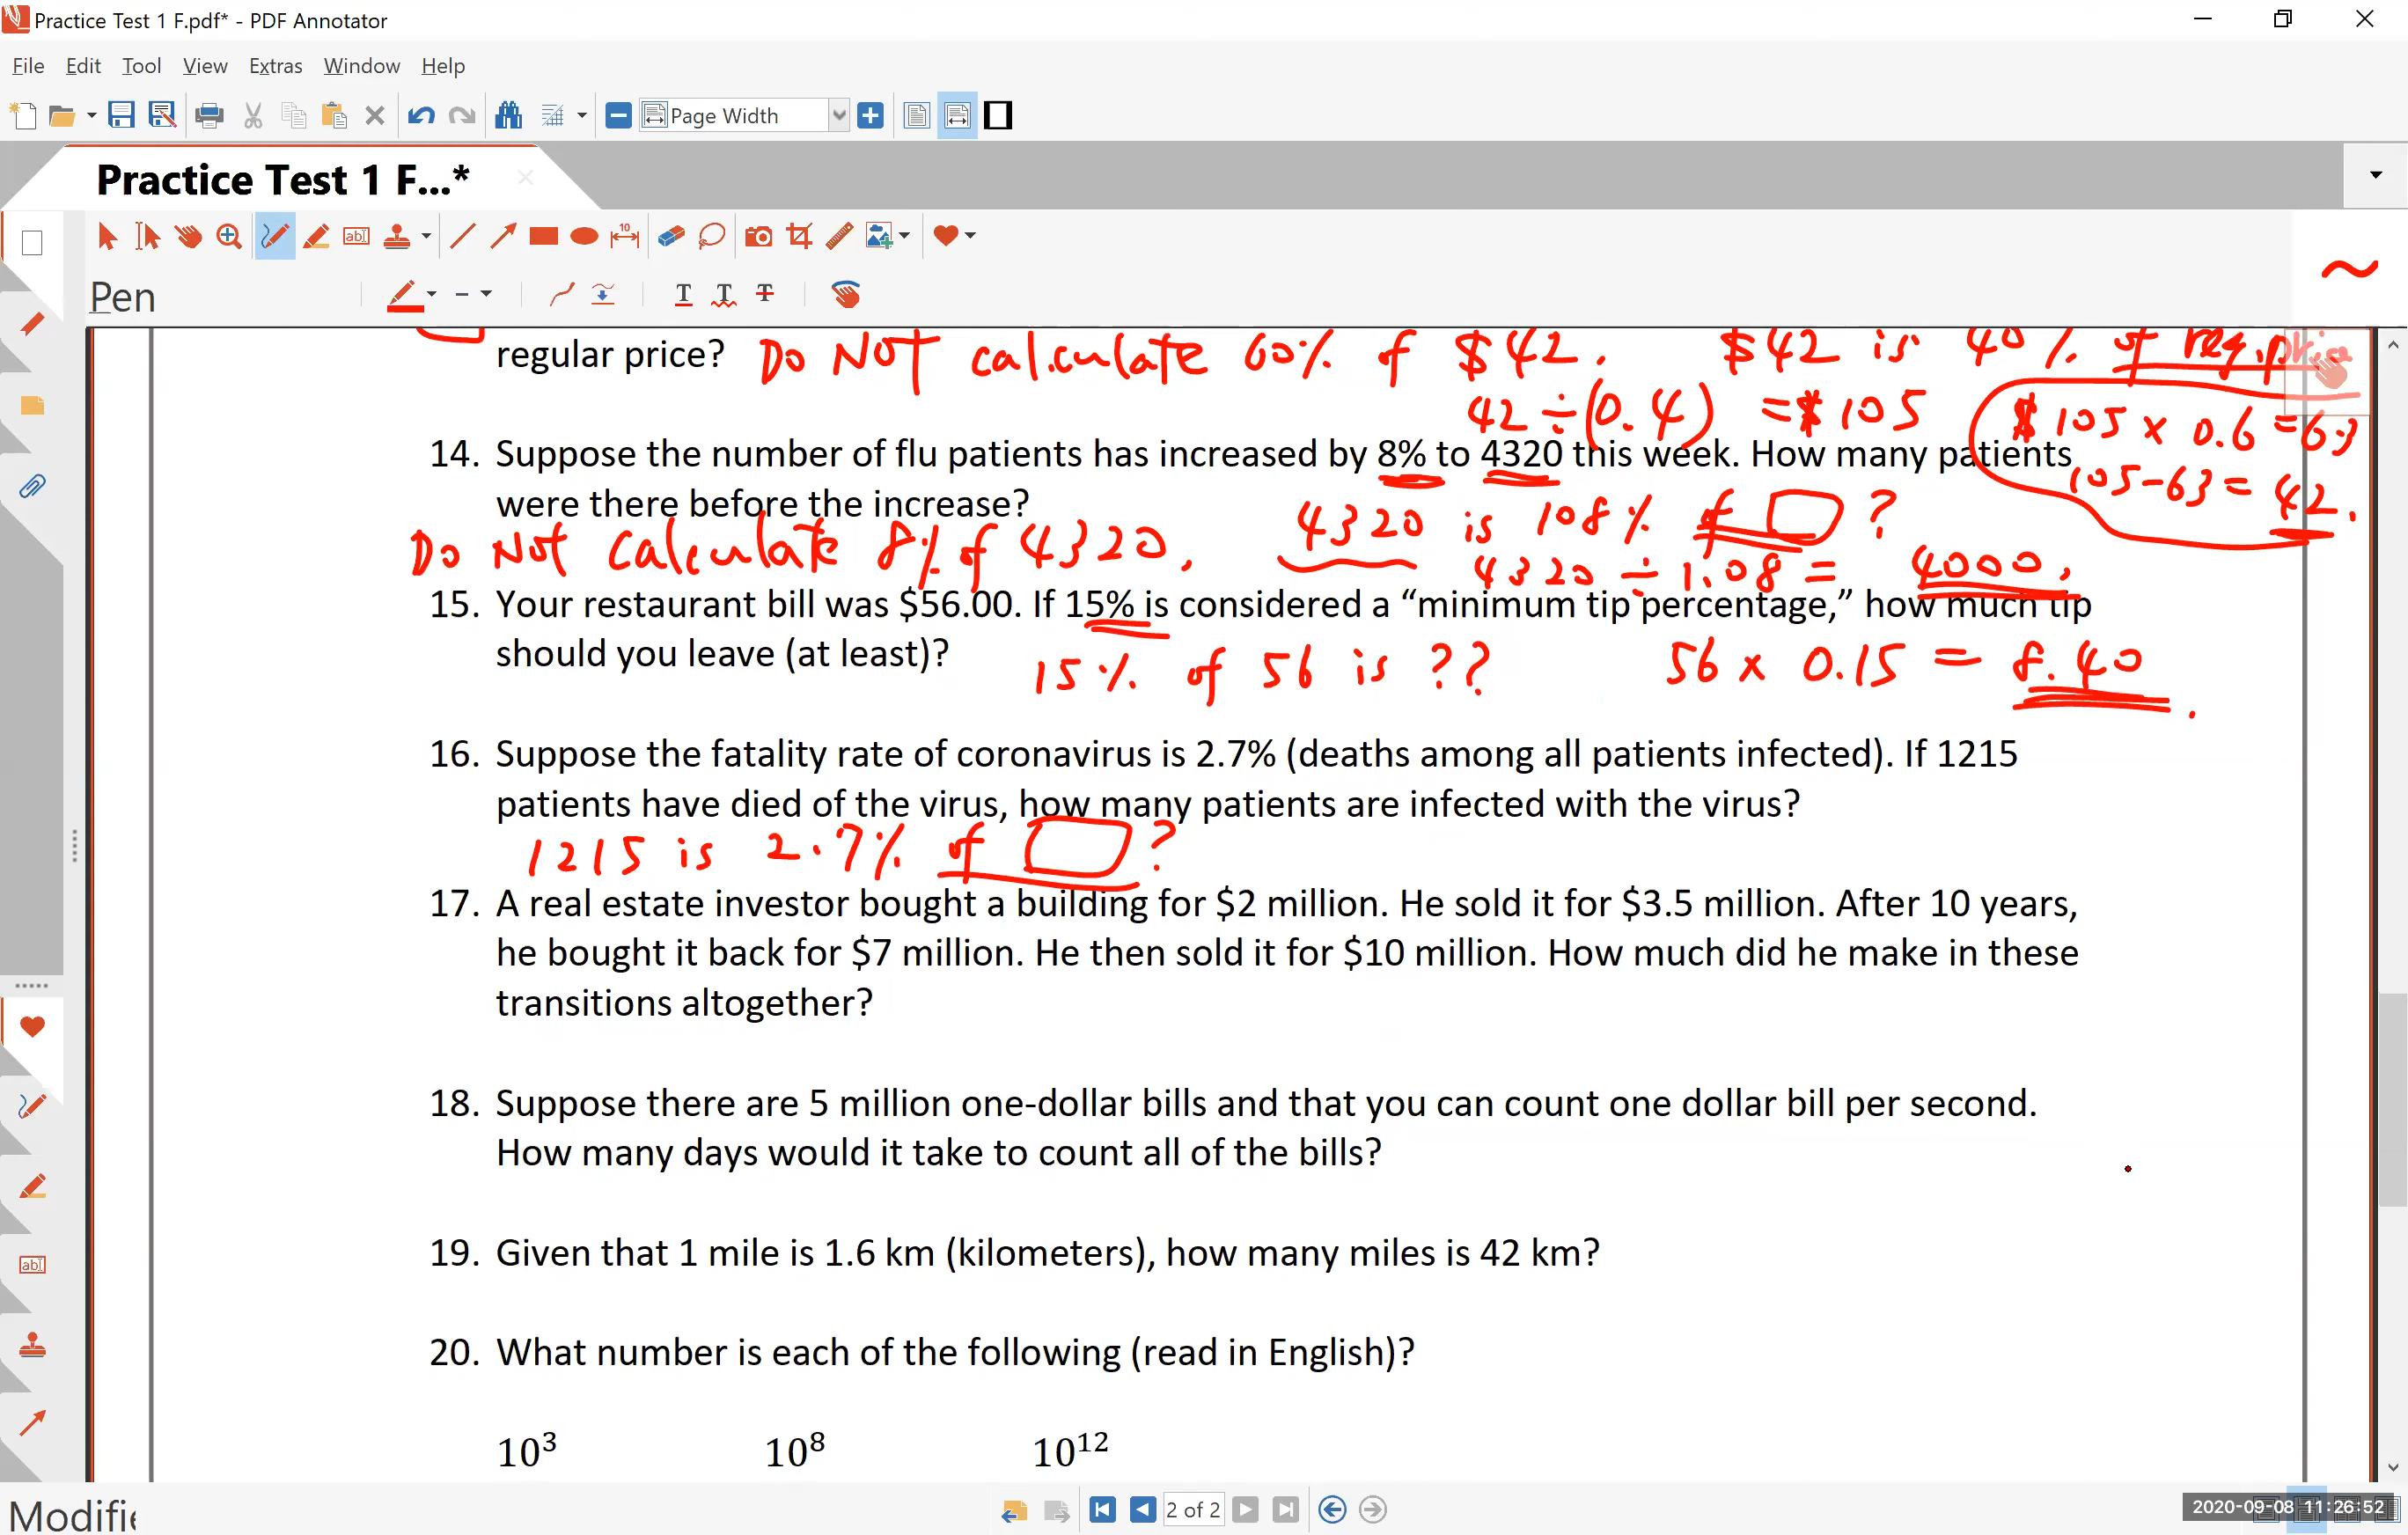 Practice Test 1 F.pdf* - PDF Annotator
File Edit Tool View Extras Window Help
Page Width
Practice Test 1 F...*
Pen
regular price? DO NOT calculate 60% of $42. $42 is 40% of reg.
42 ÷ (0.4) = $105
$105 x 0.6 = 63
105-63 = 42.
14. Suppose the number of flu patients has increased by 8% to 4320 this week. How many patients
were there before the increase?
4320 is 108% of ?
Do Not calculate 8% of 4320.
4320 ÷ 1.08 = 4000.
15. Your restaurant bill was $56.00. If 15% is considered a “minimum tip percentage,” how much tip
should you leave (at least)?
15% of 56 is ?? 56 x 0.15 = 8.40.
16. Suppose the fatality rate of coronavirus is 2.7% (deaths among all patients infected). If 1215
patients have died of the virus, how many patients are infected with the virus?
1215 is 2.7% of ?
17. A real estate investor bought a building for $2 million. He sold it for $3.5 million. After 10 years,
he bought it back for $7 million. He then sold it for $10 million. How much did he make in these
transitions altogether?
18. Suppose there are 5 million one-dollar bills and that you can count one dollar bill per second.
How many days would it take to count all of the bills?
19. Given that 1 mile is 1.6 km (kilometers), how many miles is 42 km?
20. What number is each of the following (read in English)?
10³ 10⁸ 10¹²
2 of 2
2020-09-08 11:26:52